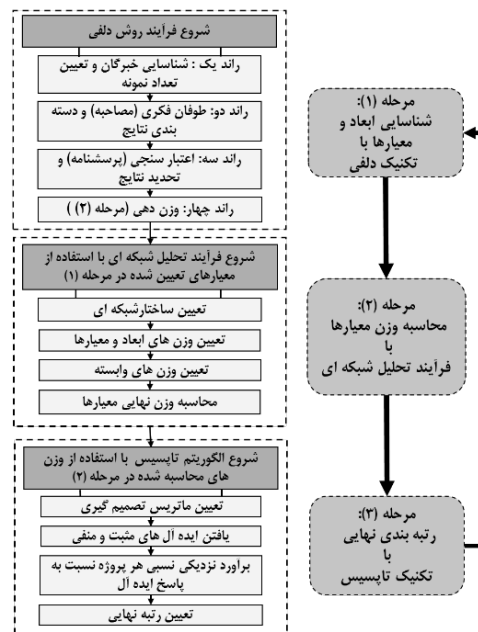 شروع فرآیند روش دلفی
راند یک : شناسایی خبرگان و تعیین
تعداد نمونه
راند دو: طوفان فکری (مصاحبه) و دسته
بندی نتایج
راند سه: اعتبار سنجی (پرسشنامه) و
تحدید نتایج
راند چهار: وزن دهی (مرحله (۲) )
شروع فرآیند تحلیل شبکه ای با استفاده از
معیارهای تعیین شده در مرحله (۱)
تعیین ساختارشبکه ای
تعیین وزن های ابعاد و معیارها
تعیین وزن های وابسته
محاسبه وزن نهایی معیارها
شروع الگوریتم تاپسیس با استفاده از وزن
های محاسبه شده در مرحله (۲)
تعیین ماتریس تصمیم گیری
یافتن ایده آل های مثبت و منفی
برآورد نزدیکی نسبی هر پروژه نسبت به
پاسخ ایده آل
تعیین رتبه نهایی
مرحله (۱):
شناسایی ابعاد و
معیارها با
تکنیک دلفی
مرحله (۲):
محاسبه وزن معیارها
با
فرآیند تحلیل شبکه ای
مرحله (۳):
رتبه بندی نهایی
با
تکنیک تاپسیس